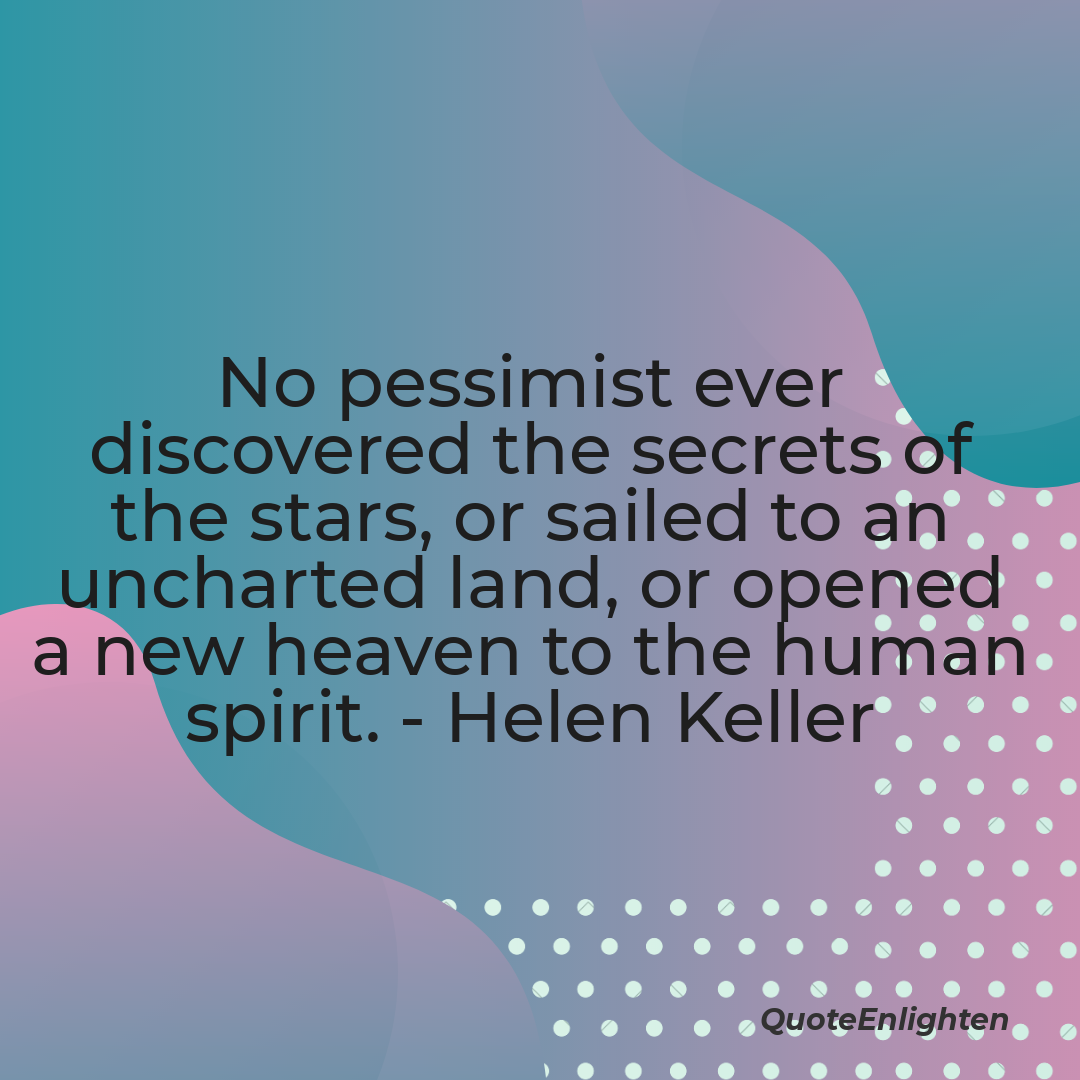 No pessimist ever
discovered the secrets of
the stars, or sailed to an
uncharted land, or opened
a new heaven to the human
spirit. - Helen Keller
QuoteEnlighten